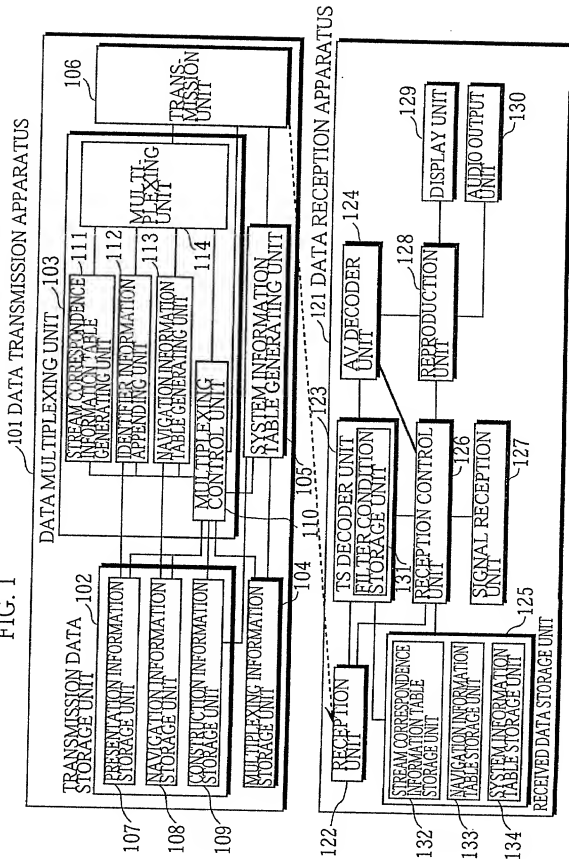 FIG. 1
101 DATA TRANSMISSION APPARATUS
TRANSMISSION DATA
STORAGE UNIT
102
PRESENTATION INFORMATION
STORAGE UNIT
107
NAVIGATION INFORMATION
STORAGE UNIT
108
CONSTRUCTION INFORMATION
STORAGE UNIT
109
MULTIPLEXING INFORMATION
STORAGE UNIT
104
DATA MULTIPLEXING UNIT
103
STREAM CORRESPONDENCE
INFORMATION TABLE
GENERATING UNIT
111
IDENTIFIER INFORMATION
APPENDING UNIT
112
NAVIGATION INFORMATION
TABLE GENERATING UNIT
113
MULTI-
PLEXING
UNIT
114
MULTIPLEXING
CONTROL UNIT
110
SYSTEM INFORMATION
TABLE GENERATING UNIT
105
TRANS-
MISSION
UNIT
106
121 DATA RECEPTION APPARATUS
RECEPTION
UNIT
122
TS DECODER UNIT
123
FILTER CONDITION
STORAGE UNIT
131
AV DECODER
UNIT
124
RECEPTION CONTROL
UNIT
126
SIGNAL RECEPTION
UNIT
127
REPRODUCTION
UNIT
128
DISPLAY UNIT
129
AUDIO OUTPUT
UNIT
130
STREAM CORRESPONDENCE
INFORMATION TABLE
STORAGE UNIT
132
NAVIGATION INFORMATION
TABLE STORAGE UNIT
133
SYSTEM INFORMATION
TABLE STORAGE UNIT
134
125
RECEIVED DATA STORAGE UNIT